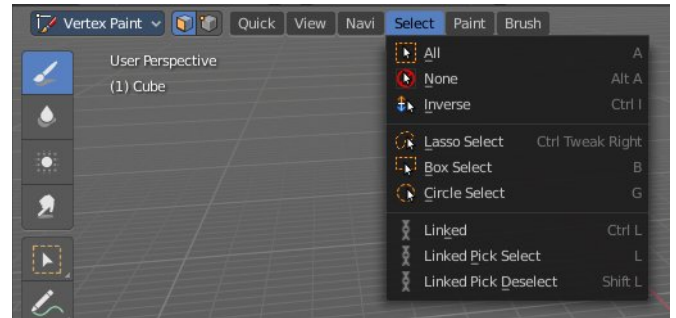 Vertex Paint Quick View Navi Select Paint Brush
User Perspective
(1) Cube
All A
None Alt A
Inverse Ctrl I
Lasso Select Ctrl Tweak Right
Box Select B
Circle Select G
Linked Ctrl L
Linked Pick Select L
Linked Pick Deselect Shift L